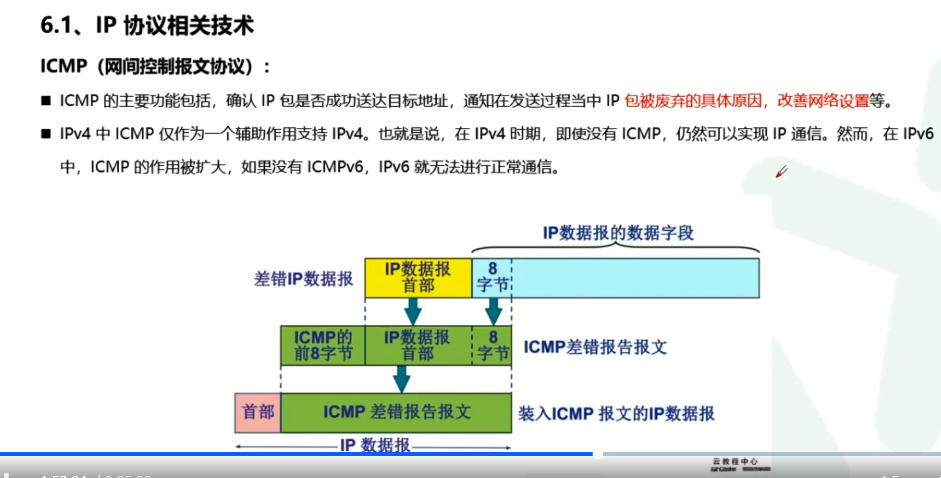 6.1、IP 协议相关技术
ICMP（网间控制报文协议）:
■ ICMP 的主要功能包括，确认 IP 包是否成功送达目标地址，通知在发送过程当中 IP 包被废弃的具体原因，改善网络设置等。
■ IPv4 中 ICMP 仅作为一个辅助作用支持 IPv4。也就是说，在 IPv4 时期，即使没有 ICMP，仍然可以实现 IP 通信。然而，在 IPv6
中，ICMP 的作用被扩大，如果没有 ICMPv6，IPv6 就无法进行正常通信。
IP数据报的数据字段
差错IP数据报
IP数据报
首部
8
字节
ICMP的
前8字节
IP数据报
首部
8
字节
ICMP差错报告报文
首部
ICMP 差错报告报文
装入ICMP 报文的IP数据报
IP 数据报
云教程中心